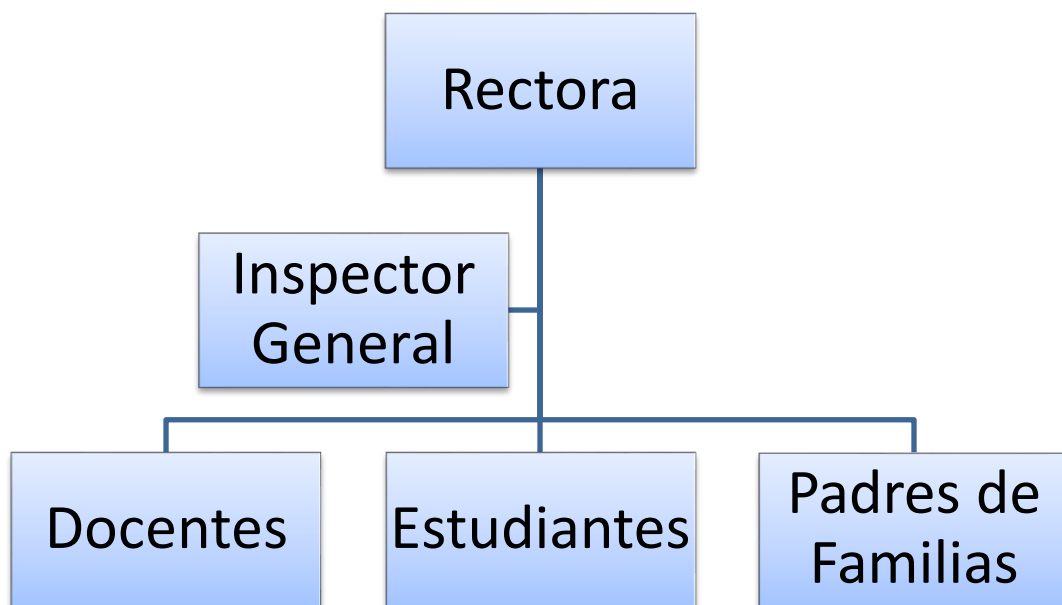 Rectora
Inspector
General
Docentes
Estudiantes
Padres de
Familias